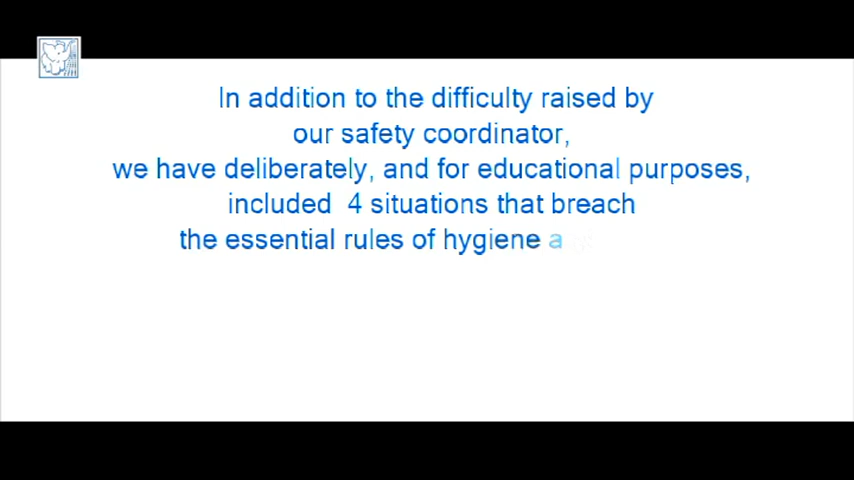 In addition to the difficulty raised by
our safety coordinator,
we have deliberately, and for educational purposes,
included 4 situations that breach
the essential rules of hygiene a